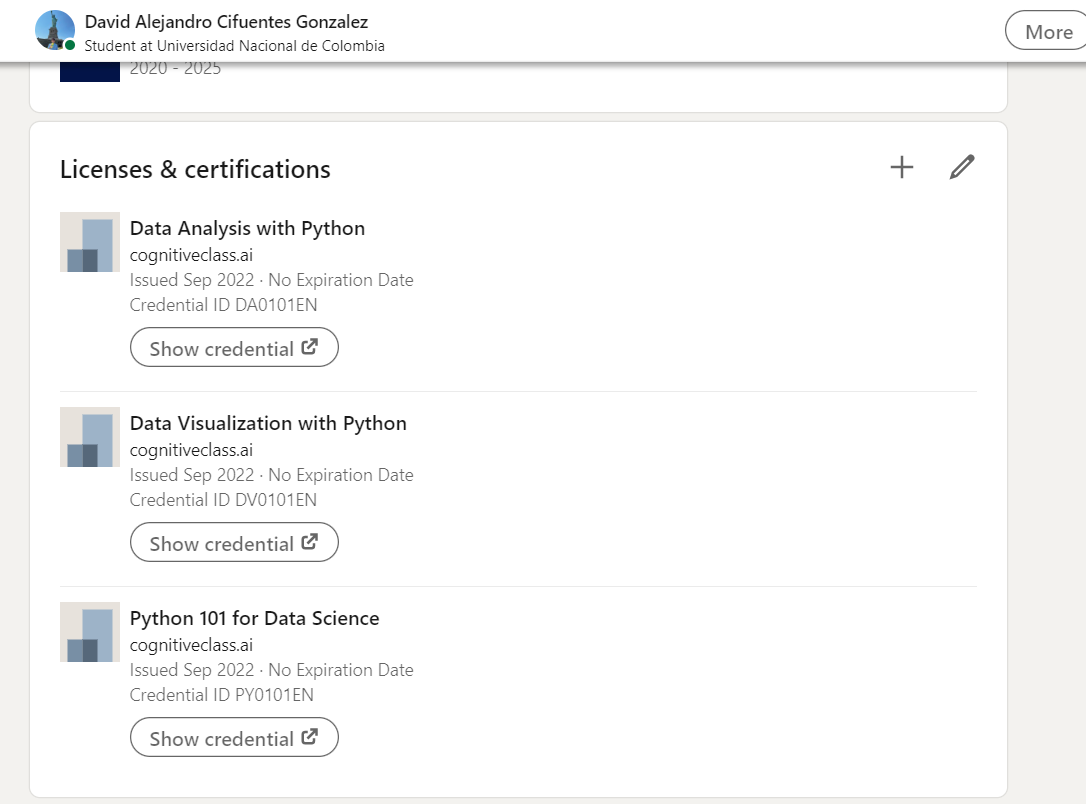 David Alejandro Cifuentes Gonzalez
Student at Universidad Nacional de Colombia
More
2020 - 2025
Licenses & certifications
Data Analysis with Python
cognitiveclass.ai
Issued Sep 2022 · No Expiration Date
Credential ID DA0101EN
Show credential
Data Visualization with Python
cognitiveclass.ai
Issued Sep 2022 · No Expiration Date
Credential ID DV0101EN
Show credential
Python 101 for Data Science
cognitiveclass.ai
Issued Sep 2022 · No Expiration Date
Credential ID PY0101EN
Show credential